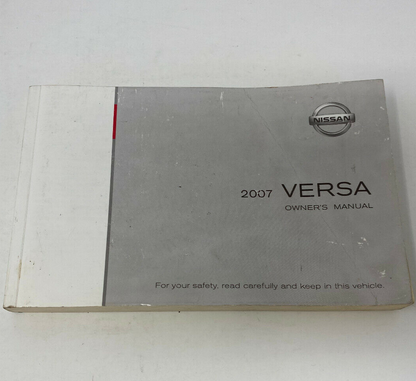 NISSAN
2007 VERSA
OWNER'S MANUAL
For your safety, read carefully and keep in this vehicle.